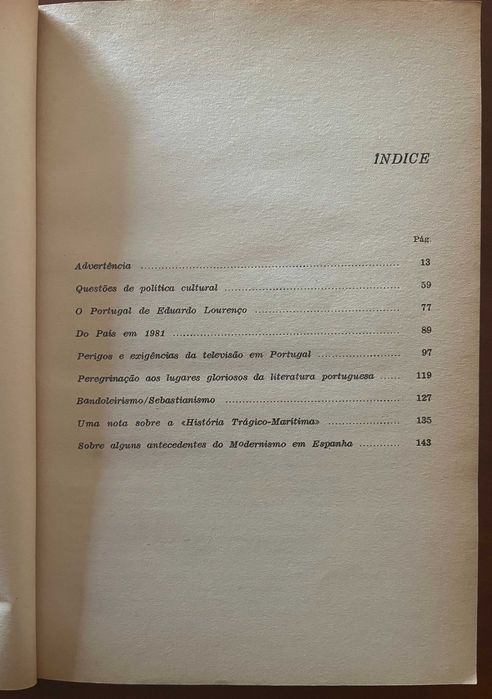 ÍNDICE
Pág.
Advertência ........ 13
Questões de política cultural ........ 59
O Portugal de Eduardo Lourenço ........ 77
Do País em 1981 ........ 89
Perigos e exigências da televisão em Portugal ........ 97
Peregrinação aos lugares gloriosos da literatura portuguesa ...... 119
Bandoleirismo/Sebastianismo ........ 127
Uma nota sobre a «História Trágico-Marítima» ........ 135
Sobre alguns antecedentes do Modernismo em Espanha ........ 143